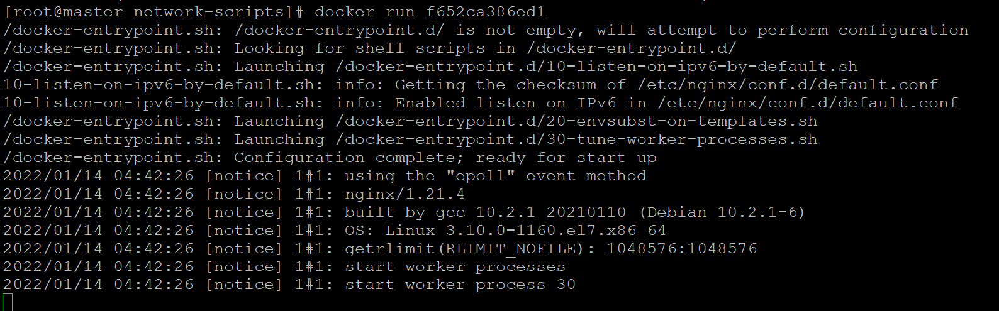 [root@master network-scripts]# docker run f652ca386ed1
/docker-entrypoint.sh: /docker-entrypoint.d/ is not empty, will attempt to perform configuration
/docker-entrypoint.sh: Looking for shell scripts in /docker-entrypoint.d/
/docker-entrypoint.sh: Launching /docker-entrypoint.d/10-listen-on-ipv6-by-default.sh
10-listen-on-ipv6-by-default.sh: info: Getting the checksum of /etc/nginx/conf.d/default.conf
10-listen-on-ipv6-by-default.sh: info: Enabled listen on IPv6 in /etc/nginx/conf.d/default.conf
/docker-entrypoint.sh: Launching /docker-entrypoint.d/20-envsubst-on-templates.sh
/docker-entrypoint.sh: Launching /docker-entrypoint.d/30-tune-worker-processes.sh
/docker-entrypoint.sh: Configuration complete; ready for start up
2022/01/14 04:42:26 [notice] 1#1: using the "epoll" event method
2022/01/14 04:42:26 [notice] 1#1: nginx/1.21.4
2022/01/14 04:42:26 [notice] 1#1: built by gcc 10.2.1 20210110 (Debian 10.2.1-6)
2022/01/14 04:42:26 [notice] 1#1: OS: Linux 3.10.0-1160.el7.x86_64
2022/01/14 04:42:26 [notice] 1#1: getrlimit(RLIMIT_NOFILE): 1048576:1048576
2022/01/14 04:42:26 [notice] 1#1: start worker processes
2022/01/14 04:42:26 [notice] 1#1: start worker process 30